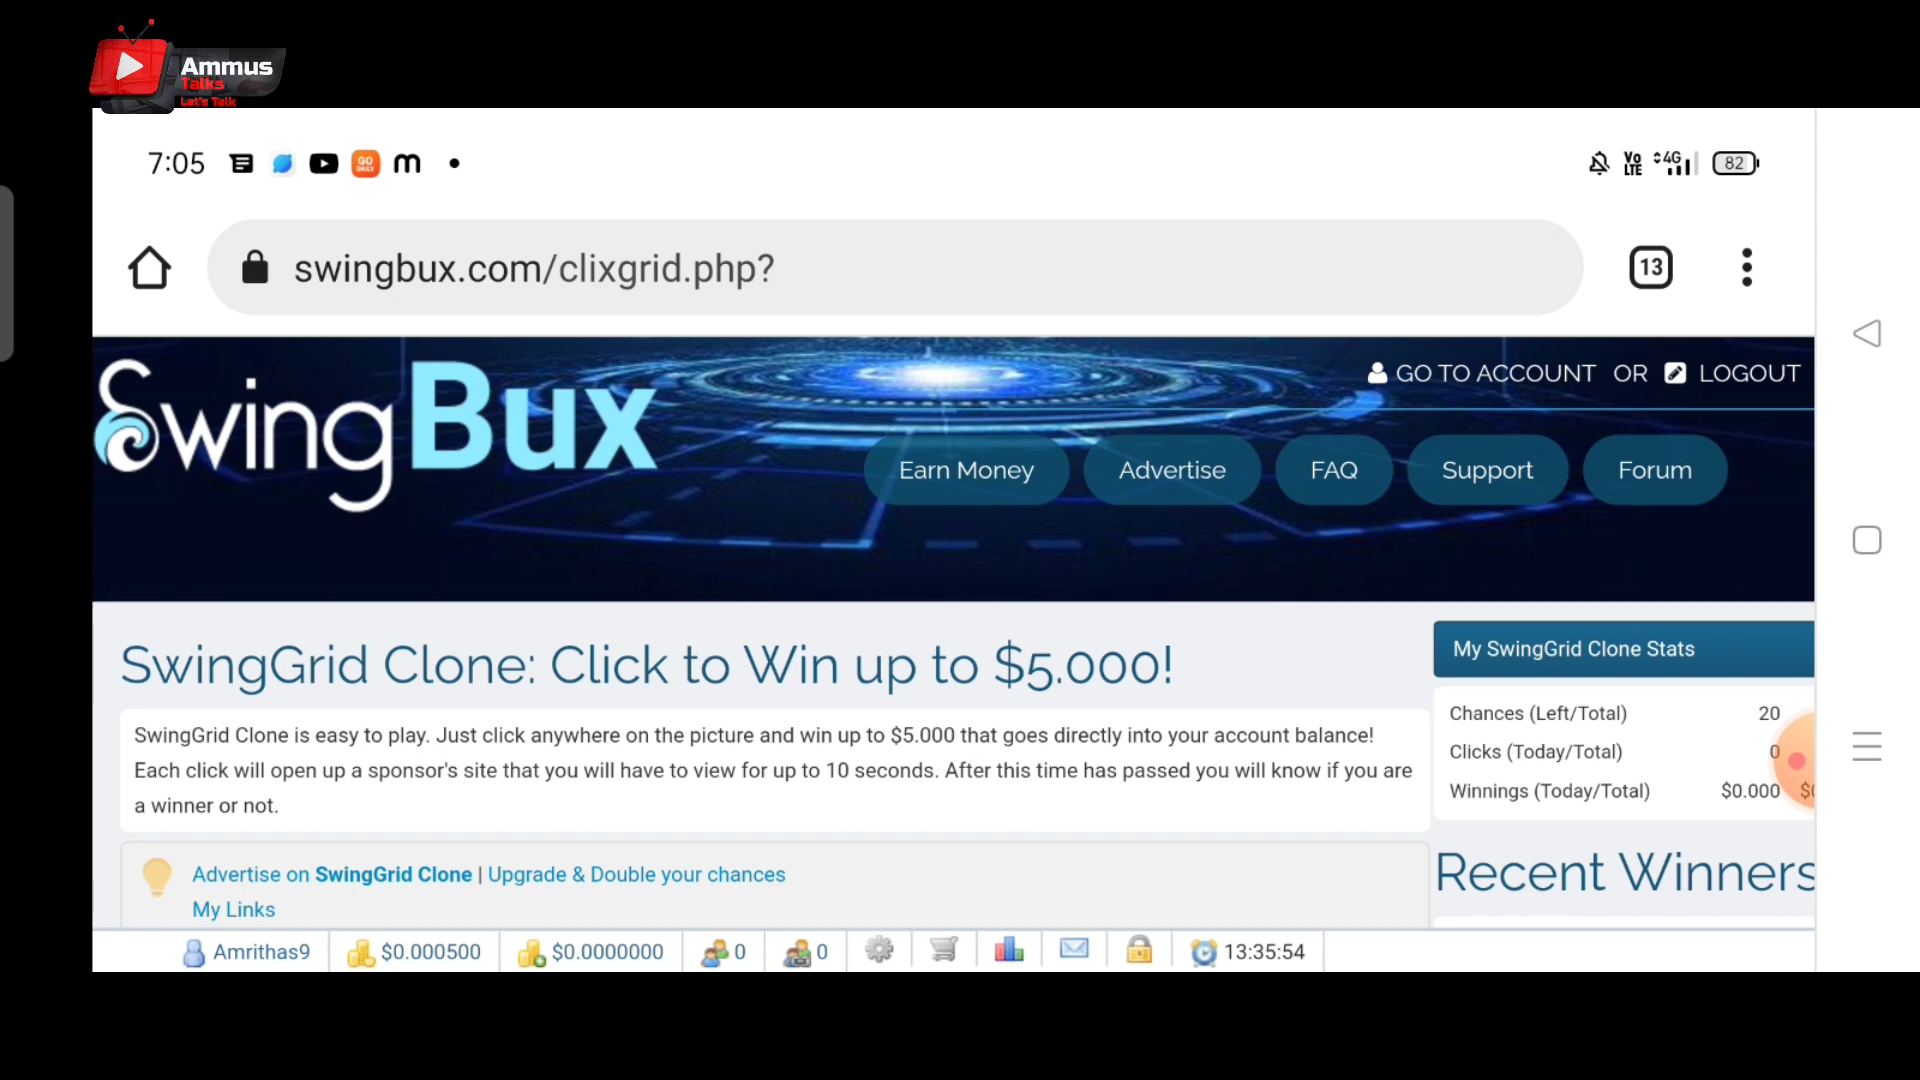 Ammus
Talks
Let's Talk
7:05
GO
DAILY
m
Vo
LTE
4G
82
swingbux.com/clixgrid.php?
13
SwingBux
GO TO ACCOUNT OR LOGOUT
Earn Money
Advertise
FAQ
Support
Forum
SwingGrid Clone: Click to Win up to $5.000!
SwingGrid Clone is easy to play. Just click anywhere on the picture and win up to $5.000 that goes directly into your account balance!
Each click will open up a sponsor's site that you will have to view for up to 10 seconds. After this time has passed you will know if you are
a winner or not.
Advertise on SwingGrid Clone | Upgrade & Double your chances
My Links
My SwingGrid Clone Stats
Chances (Left/Total) 20
Clicks (Today/Total) 0
Winnings (Today/Total) $0.000
Recent Winners
Amrithas9 $0.000500 $0.0000000 0 0 13:35:54